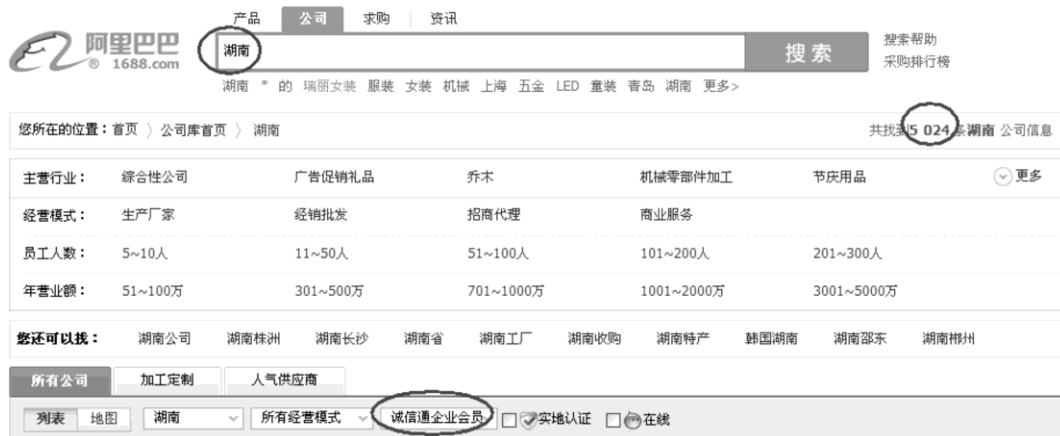 产品 公司 求购 资讯
阿里巴巴
® 1688.com
湖南 搜索
搜索帮助
采购排行榜
湖南 * 的 瑞丽女装 服装 女装 机械 上海 五金 LED 童装 青岛 湖南 更多>
您所在的位置：首页 〉 公司库首页 〉 湖南 共找到5 024条湖南 公司信息
主营行业： 综合性公司 广告促销礼品 乔木 机械零部件加工 节庆用品 更多
经营模式： 生产厂家 经销批发 招商代理 商业服务
员工人数： 5~10人 11~50人 51~100人 101~200人 201~300人
年营业额： 51~100万 301~500万 701~1000万 1001~2000万 3001~5000万
您还可以找： 湖南公司 湖南株洲 湖南长沙 湖南省 湖南工厂 湖南收购 湖南特产 韩国湖南 湖南邵东 湖南郴州
所有公司 加工定制 人气供应商
列表 地图 湖南 所有经营模式 诚信通企业会员 实地认证 在线